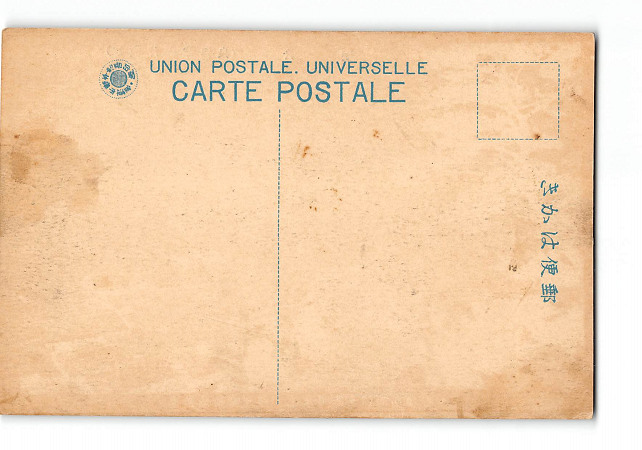 UNION POSTALE. UNIVERSELLE
CARTE POSTALE
郵便はかき